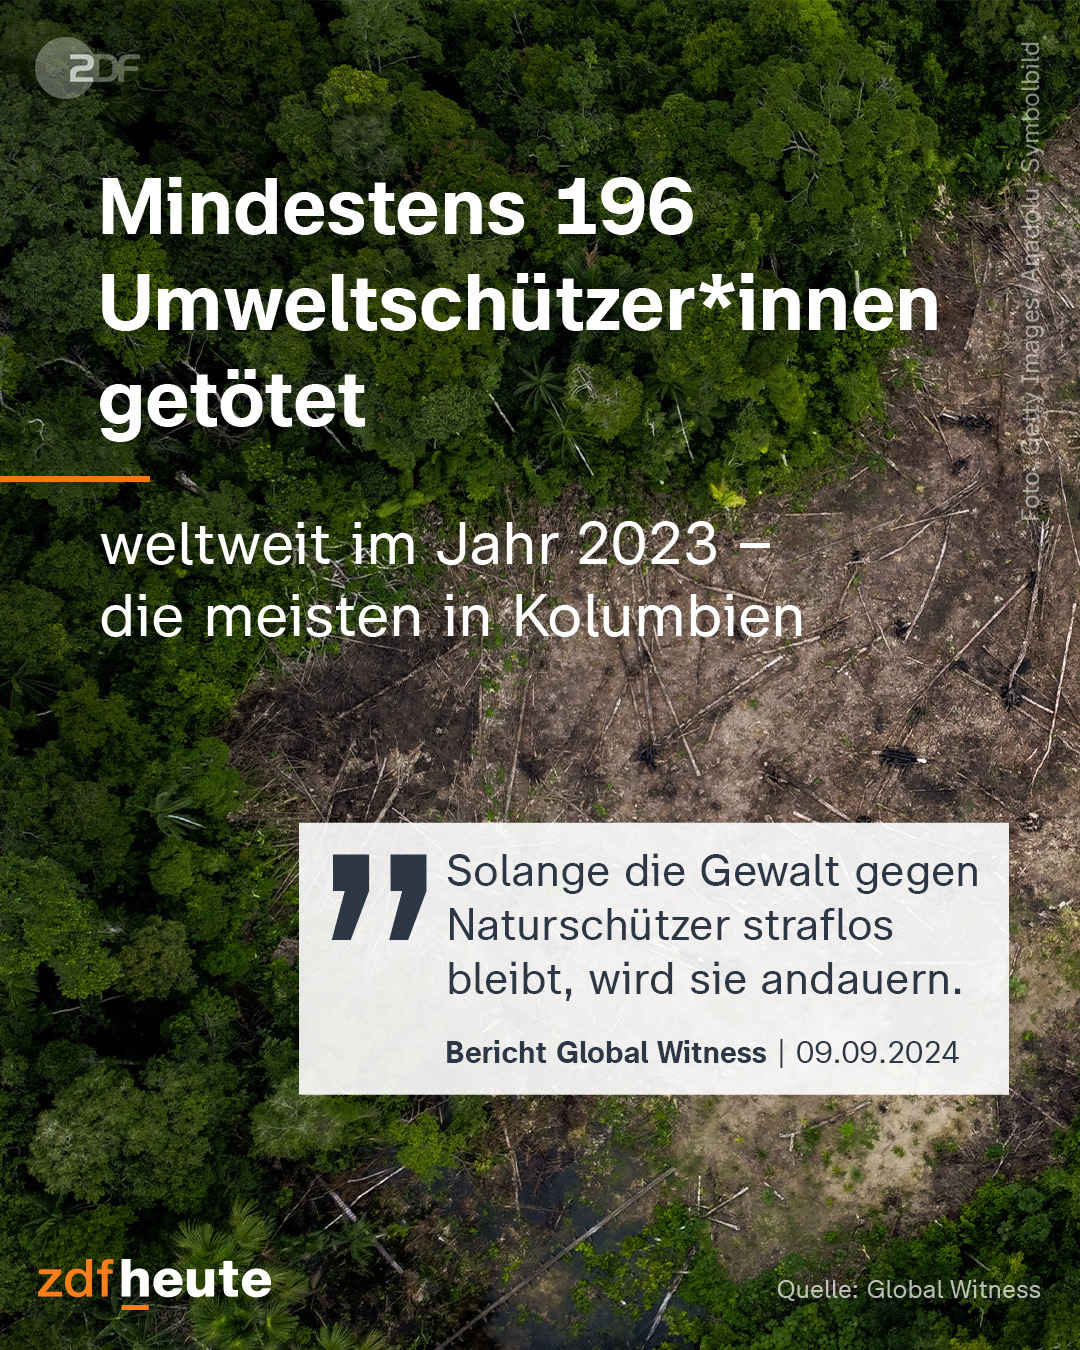 ZDF
Foto: Getty Images/Anadolu, Symbolbild
Mindestens 196
Umweltschützer*innen
getötet
weltweit im Jahr 2023 –
die meisten in Kolumbien
” Solange die Gewalt gegen
Naturschützer straflos
bleibt, wird sie andauern.
Bericht Global Witness | 09.09.2024
zdfheute
Quelle: Global Witness